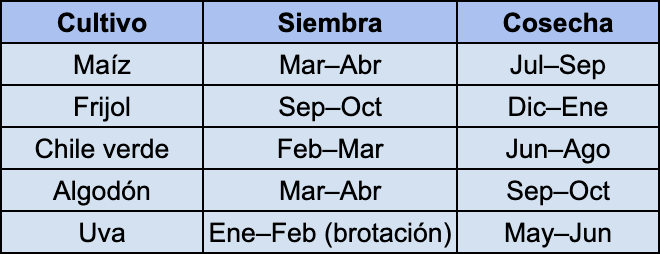 Cultivo Siembra Cosecha
Maíz Mar–Abr Jul–Sep
Frijol Sep–Oct Dic–Ene
Chile verde Feb–Mar Jun–Ago
Algodón Mar–Abr Sep–Oct
Uva Ene–Feb (brotación) May–Jun